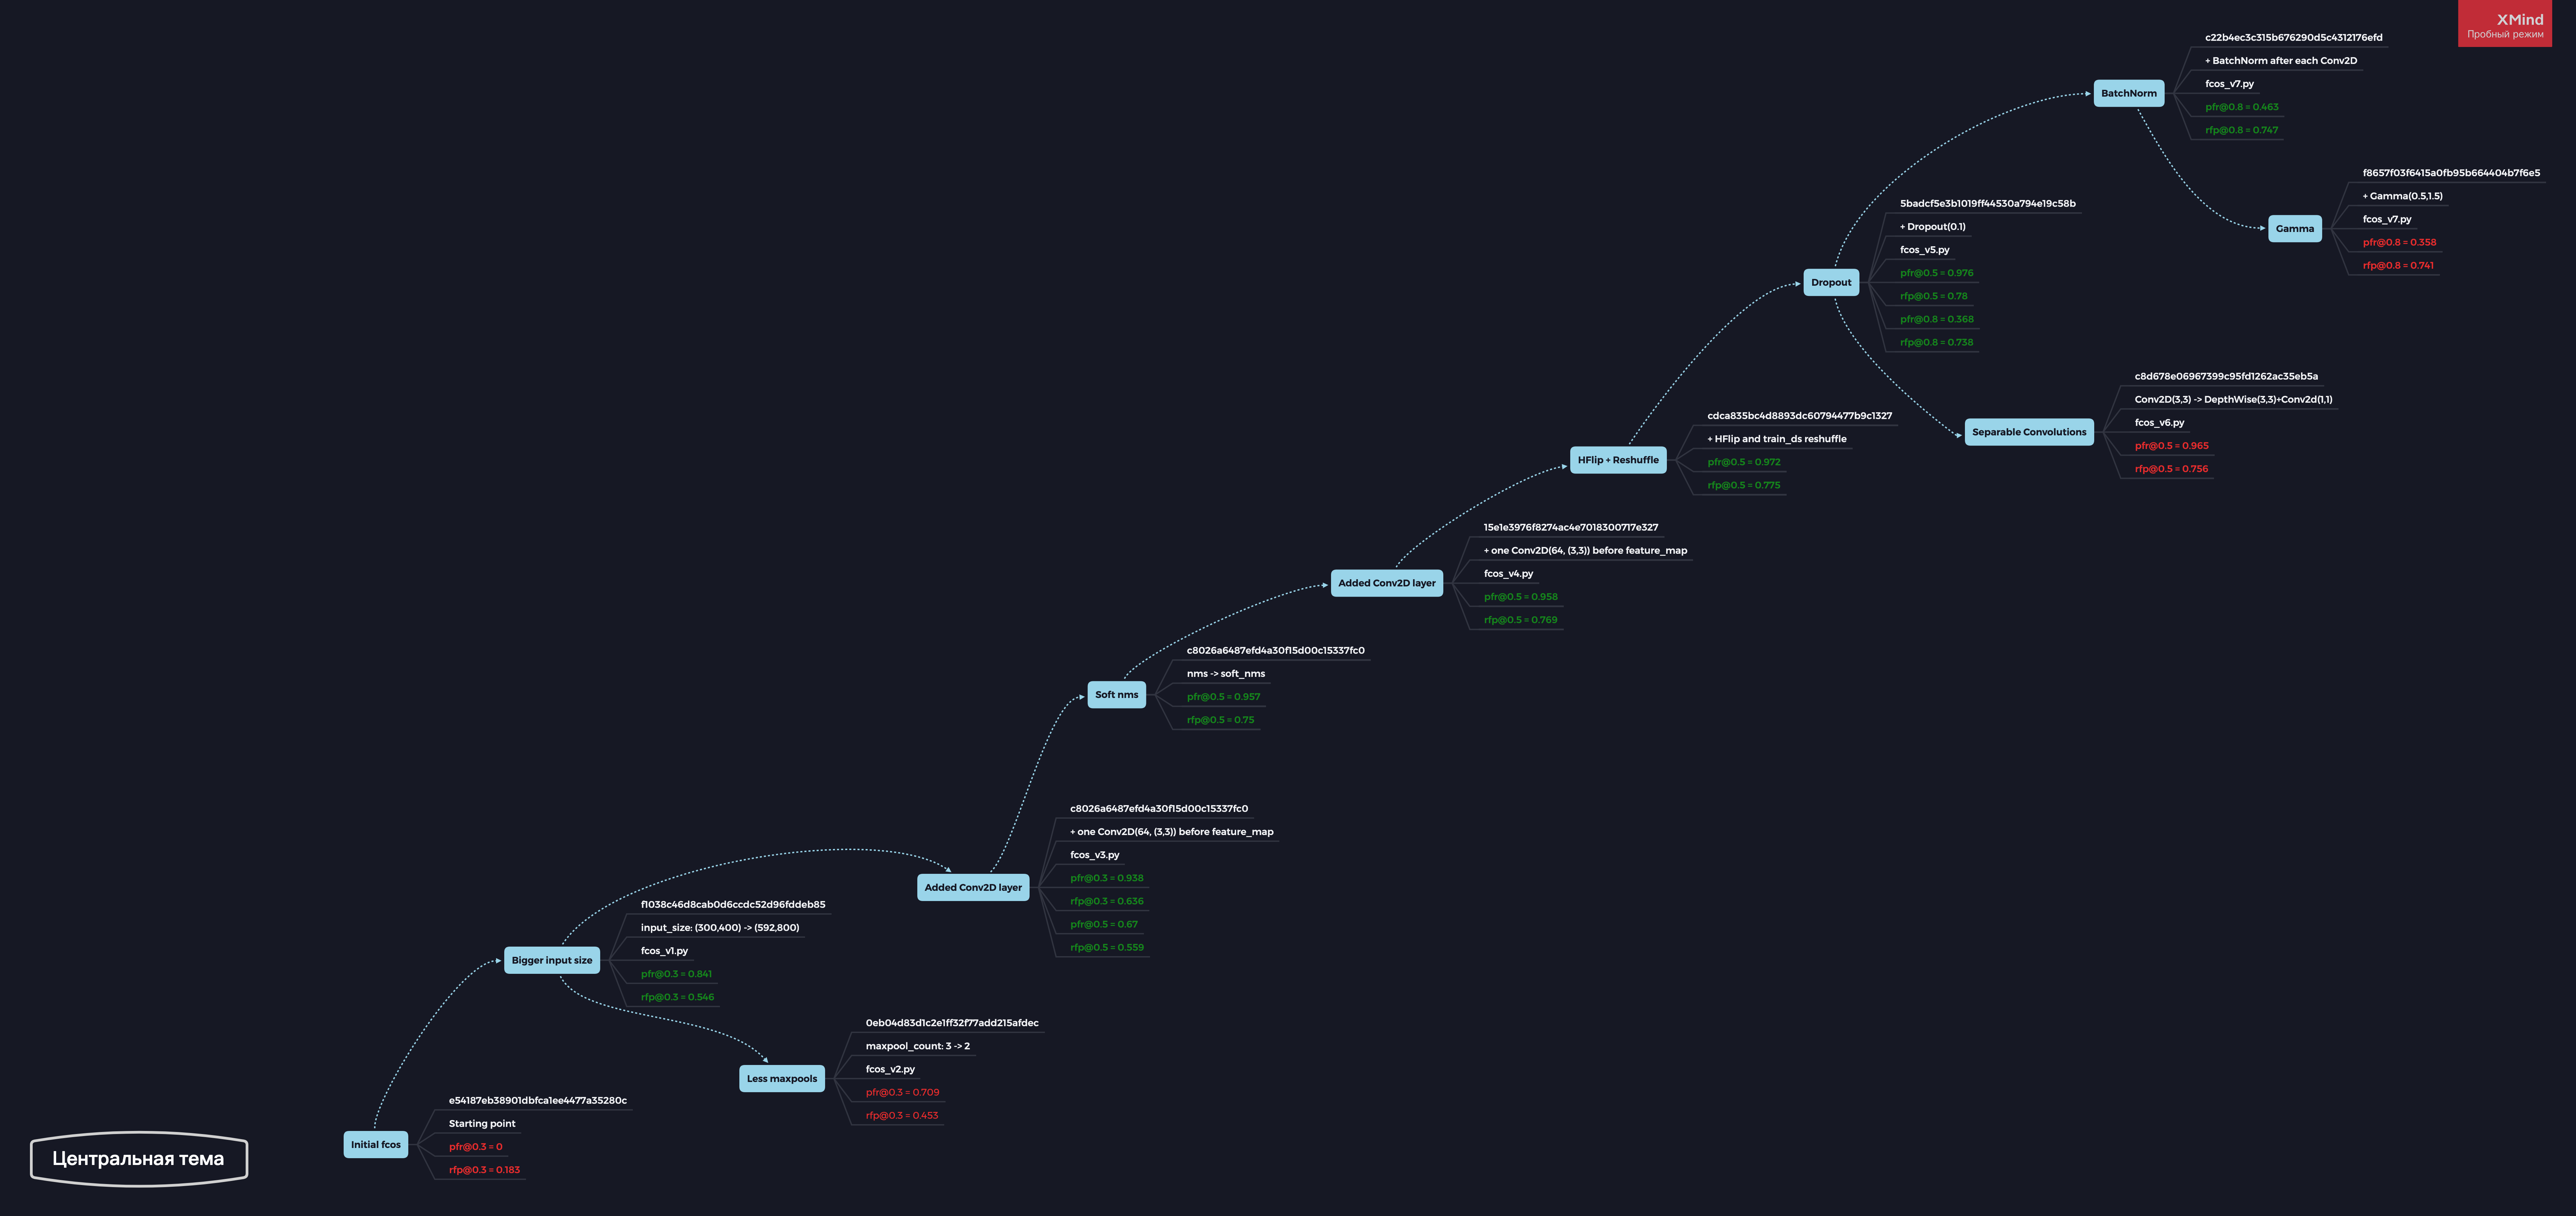 XMind
Пробный режим
c22b4ec3c315b676290d5c4312176efd
+ BatchNorm after each Conv2D
BatchNorm
fcos_v7.py
pfr@0.8 = 0.463
rfp@0.8 = 0.747
f8657f03f6415a0fb95b664404b7f6e5
+ Gamma(0.5,1.5)
Gamma
fcos_v7.py
pfr@0.8 = 0.358
rfp@0.8 = 0.741
5badcf5e3b1019ff44530a794e19c58b
+ Dropout(0.1)
fcos_v5.py
Dropout
pfr@0.5 = 0.976
rfp@0.5 = 0.78
pfr@0.8 = 0.368
rfp@0.8 = 0.738
c8d678e06967399c95fd1262ac35eb5a
Conv2D(3,3) -> DepthWise(3,3)+Conv2d(1,1)
Separable Convolutions
fcos_v6.py
pfr@0.5 = 0.965
rfp@0.5 = 0.756
cdca835bc4d8893dc60794477b9c1327
+ HFlip and train_ds reshuffle
HFlip + Reshuffle
pfr@0.5 = 0.972
rfp@0.5 = 0.775
15e1e3976f8274ac4e7018300717e327
+ one Conv2D(64, (3,3)) before feature_map
Added Conv2D layer
fcos_v4.py
pfr@0.5 = 0.958
rfp@0.5 = 0.769
c8026a6487efd4a30f15d00c15337fc0
nms -> soft_nms
Soft nms
pfr@0.5 = 0.957
rfp@0.5 = 0.75
c8026a6487efd4a30f15d00c15337fc0
+ one Conv2D(64, (3,3)) before feature_map
fcos_v3.py
Added Conv2D layer
pfr@0.3 = 0.938
rfp@0.3 = 0.636
pfr@0.5 = 0.67
rfp@0.5 = 0.559
f1038c46d8cab0d6ccdc52d96fddeb85
input_size: (300,400) -> (592,800)
Bigger input size
fcos_v1.py
pfr@0.3 = 0.841
rfp@0.3 = 0.546
0eb04d83d1c2e1ff32f77add215afdec
maxpool_count: 3 -> 2
Less maxpools
fcos_v2.py
pfr@0.3 = 0.709
rfp@0.3 = 0.453
e54187eb38901dbfca1ee4477a35280c
Starting point
Initial fcos
pfr@0.3 = 0
rfp@0.3 = 0.183
Центральная тема